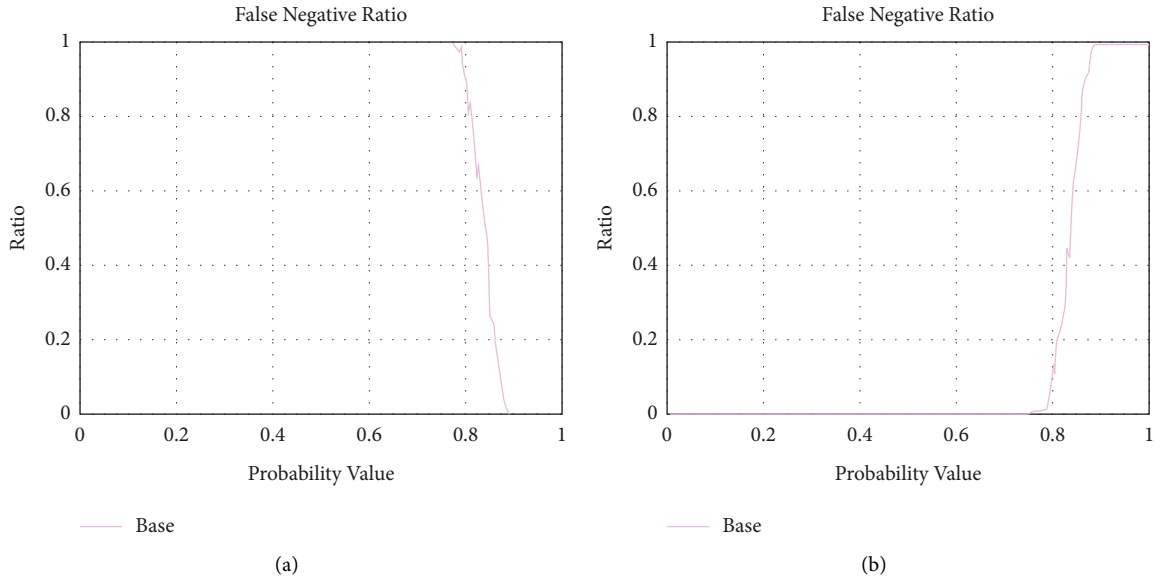 False Negative Ratio
1
0.8
0.6
0.4
0.2
0
Ratio
0 0.2 0.4 0.6 0.8 1
Probability Value
Base
(a)
False Negative Ratio
1
0.8
0.6
0.4
0.2
0
Ratio
0 0.2 0.4 0.6 0.8 1
Probability Value
Base
(b)